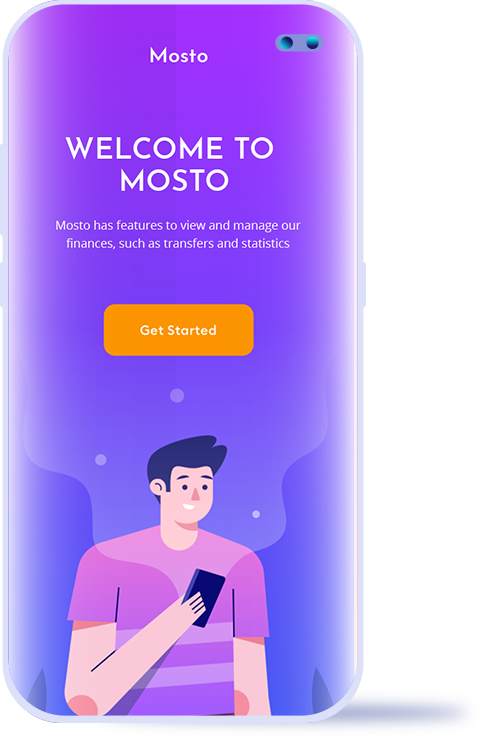 Mosto
WELCOME TO
MOSTO
Mosto has features to view and manage our
finances, such as transfers and statistics
Get Started